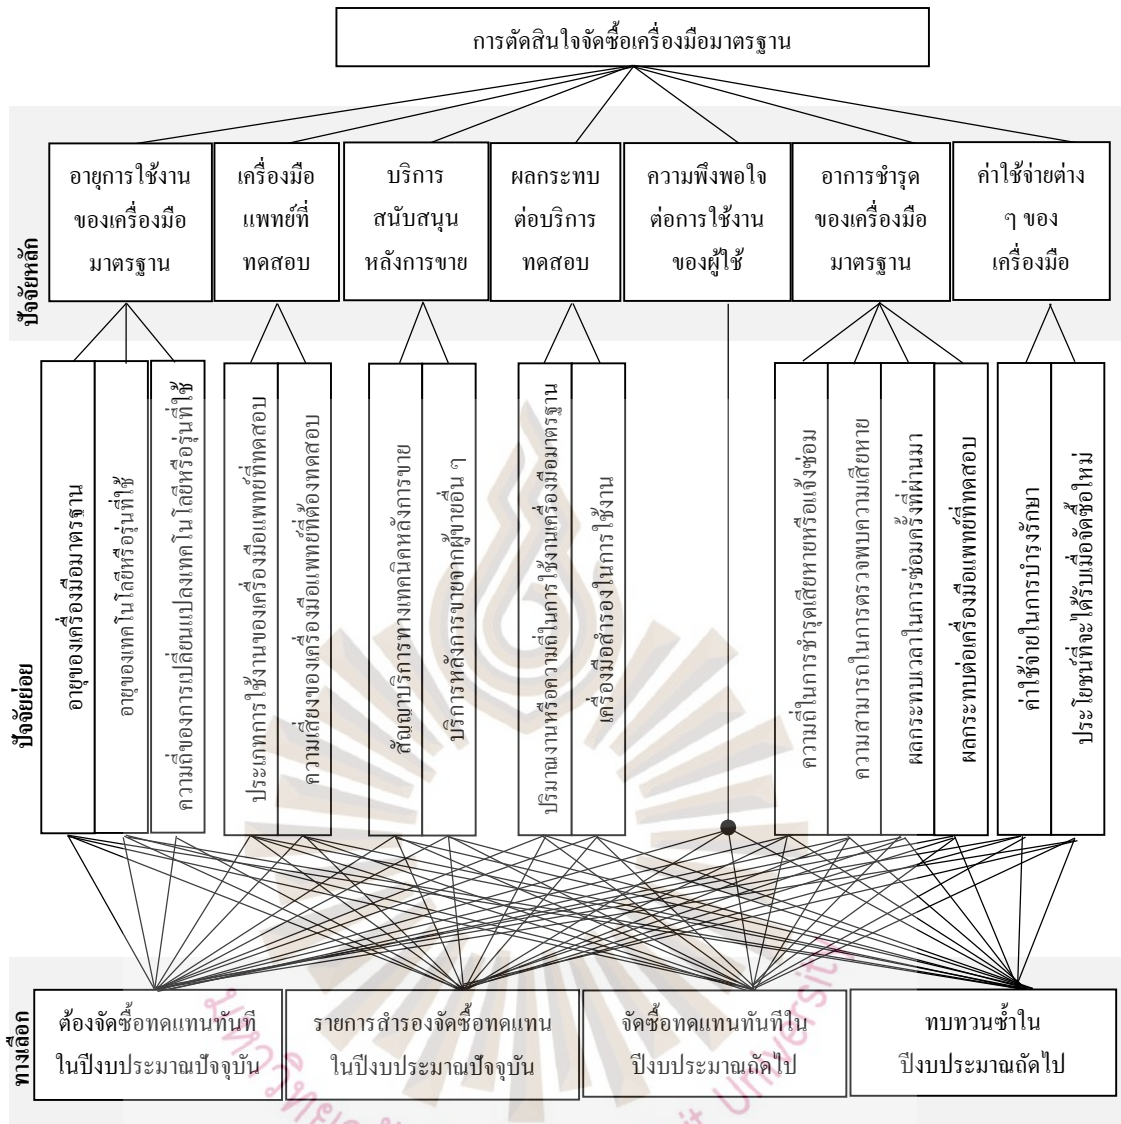 การตัดสินใจจัดซื้อเครื่องมือมาตรฐาน
ปัจจัยหลัก
อายุการใช้งาน
ของเครื่องมือ
มาตรฐาน
เครื่องมือ
แพทย์ที่
ทดสอบ
บริการ
สนับสนุน
หลังการขาย
ผลกระทบ
ต่อบริการ
ทดสอบ
ความพึงพอใจ
ต่อการใช้งาน
ของผู้ใช้
อาการชำรุด
ของเครื่องมือ
มาตรฐาน
ค่าใช้จ่ายต่าง
ๆ ของ
เครื่องมือ
ปัจจัยย่อย
อายุของเครื่องมือมาตรฐาน
อายุของเทคโนโลยีหรือรุ่นที่ใช้
ความถี่ของการเปลี่ยนแปลงเทคโนโลยีหรือรุ่นที่ใช้
ประเภทการใช้งานของเครื่องมือแพทย์ที่ทดสอบ
ความเสี่ยงของเครื่องมือแพทย์ที่ต้องทดสอบ
สัญญาบริการทางเทคนิคหลังการขาย
บริการหลังการขายจากผู้ขายอื่น ๆ
ปริมาณงานหรือความถี่ในการใช้งานเครื่องมือมาตรฐาน
เครื่องมือสำรองในการใช้งาน
ความถี่ในการชำรุดเสียหายหรือแจ้งซ่อม
ความสามารถในการตรวจพบความเสียหาย
ผลกระทบเวลาในการซ่อมครั้งที่ผ่านมา
ผลกระทบต่อเครื่องมือแพทย์ที่ทดสอบ
ค่าใช้จ่ายในการบำรุงรักษา
ประโยชน์ที่จะได้รับเมื่อจัดซื้อใหม่
ทางเลือก
ต้องจัดซื้อทดแทนทันที
ในปีงบประมาณปัจจุบัน
รายการสำรองจัดซื้อทดแทน
ในปีงบประมาณปัจจุบัน
จัดซื้อทดแทนทันทีใน
ปีงบประมาณถัดไป
ทบทวนซ้ำใน
ปีงบประมาณถัดไป
University